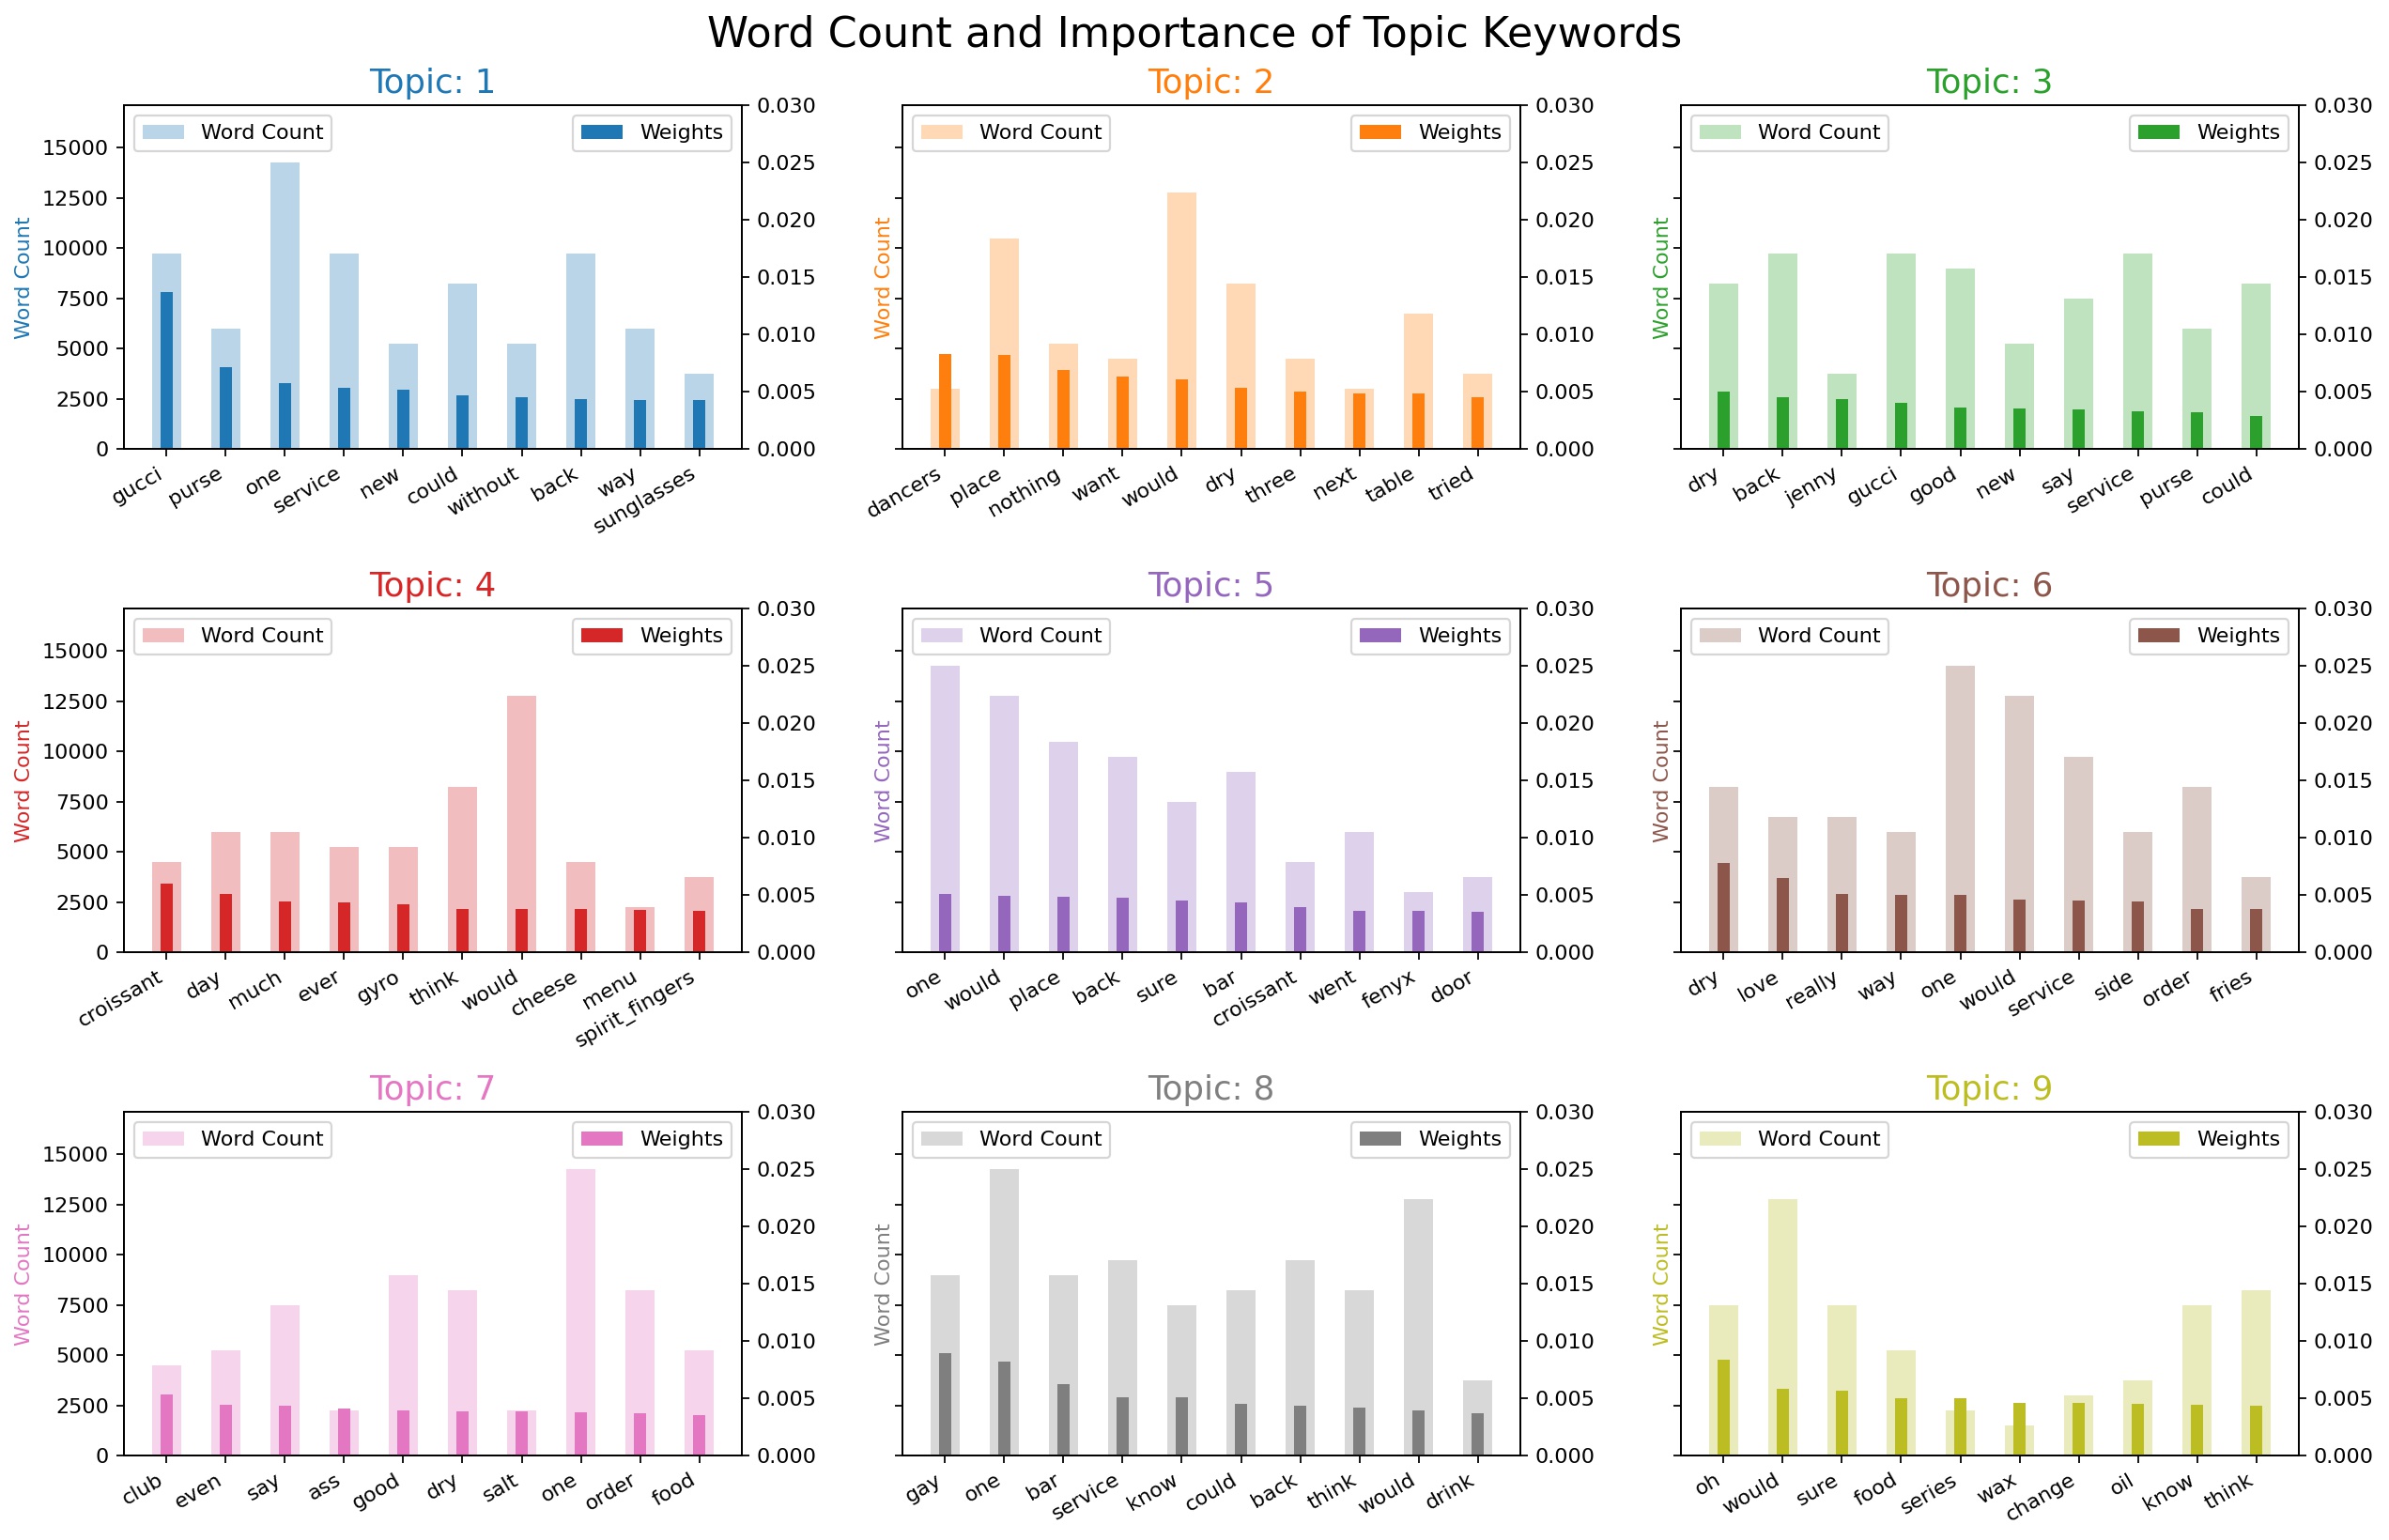 Word Count and Importance of Topic Keywords
Topic: 1
Word Count
Weights
Word Count
15000
12500
10000
7500
5000
2500
0
0.030
0.025
0.020
0.015
0.010
0.005
0.000
gucci purse one service new could without back way sunglasses
Topic: 2
Word Count
Weights
Word Count
0.030
0.025
0.020
0.015
0.010
0.005
0.000
dancers place nothing want would dry three next table tried
Topic: 3
Word Count
Weights
Word Count
0.030
0.025
0.020
0.015
0.010
0.005
0.000
dry back jenny gucci good new say service purse could
Topic: 4
Word Count
Weights
Word Count
15000
12500
10000
7500
5000
2500
0
0.030
0.025
0.020
0.015
0.010
0.005
0.000
croissant day much ever gyro think would cheese menu spirit_fingers
Topic: 5
Word Count
Weights
Word Count
0.030
0.025
0.020
0.015
0.010
0.005
0.000
one would place back sure bar croissant went fenyx door
Topic: 6
Word Count
Weights
Word Count
0.030
0.025
0.020
0.015
0.010
0.005
0.000
dry love really way one would service side order fries
Topic: 7
Word Count
Weights
Word Count
15000
12500
10000
7500
5000
2500
0
0.030
0.025
0.020
0.015
0.010
0.005
0.000
club even say ass good dry salt one order food
Topic: 8
Word Count
Weights
Word Count
0.030
0.025
0.020
0.015
0.010
0.005
0.000
gay one bar service know could back think would drink
Topic: 9
Word Count
Weights
Word Count
0.030
0.025
0.020
0.015
0.010
0.005
0.000
oh would sure food series wax change oil know think